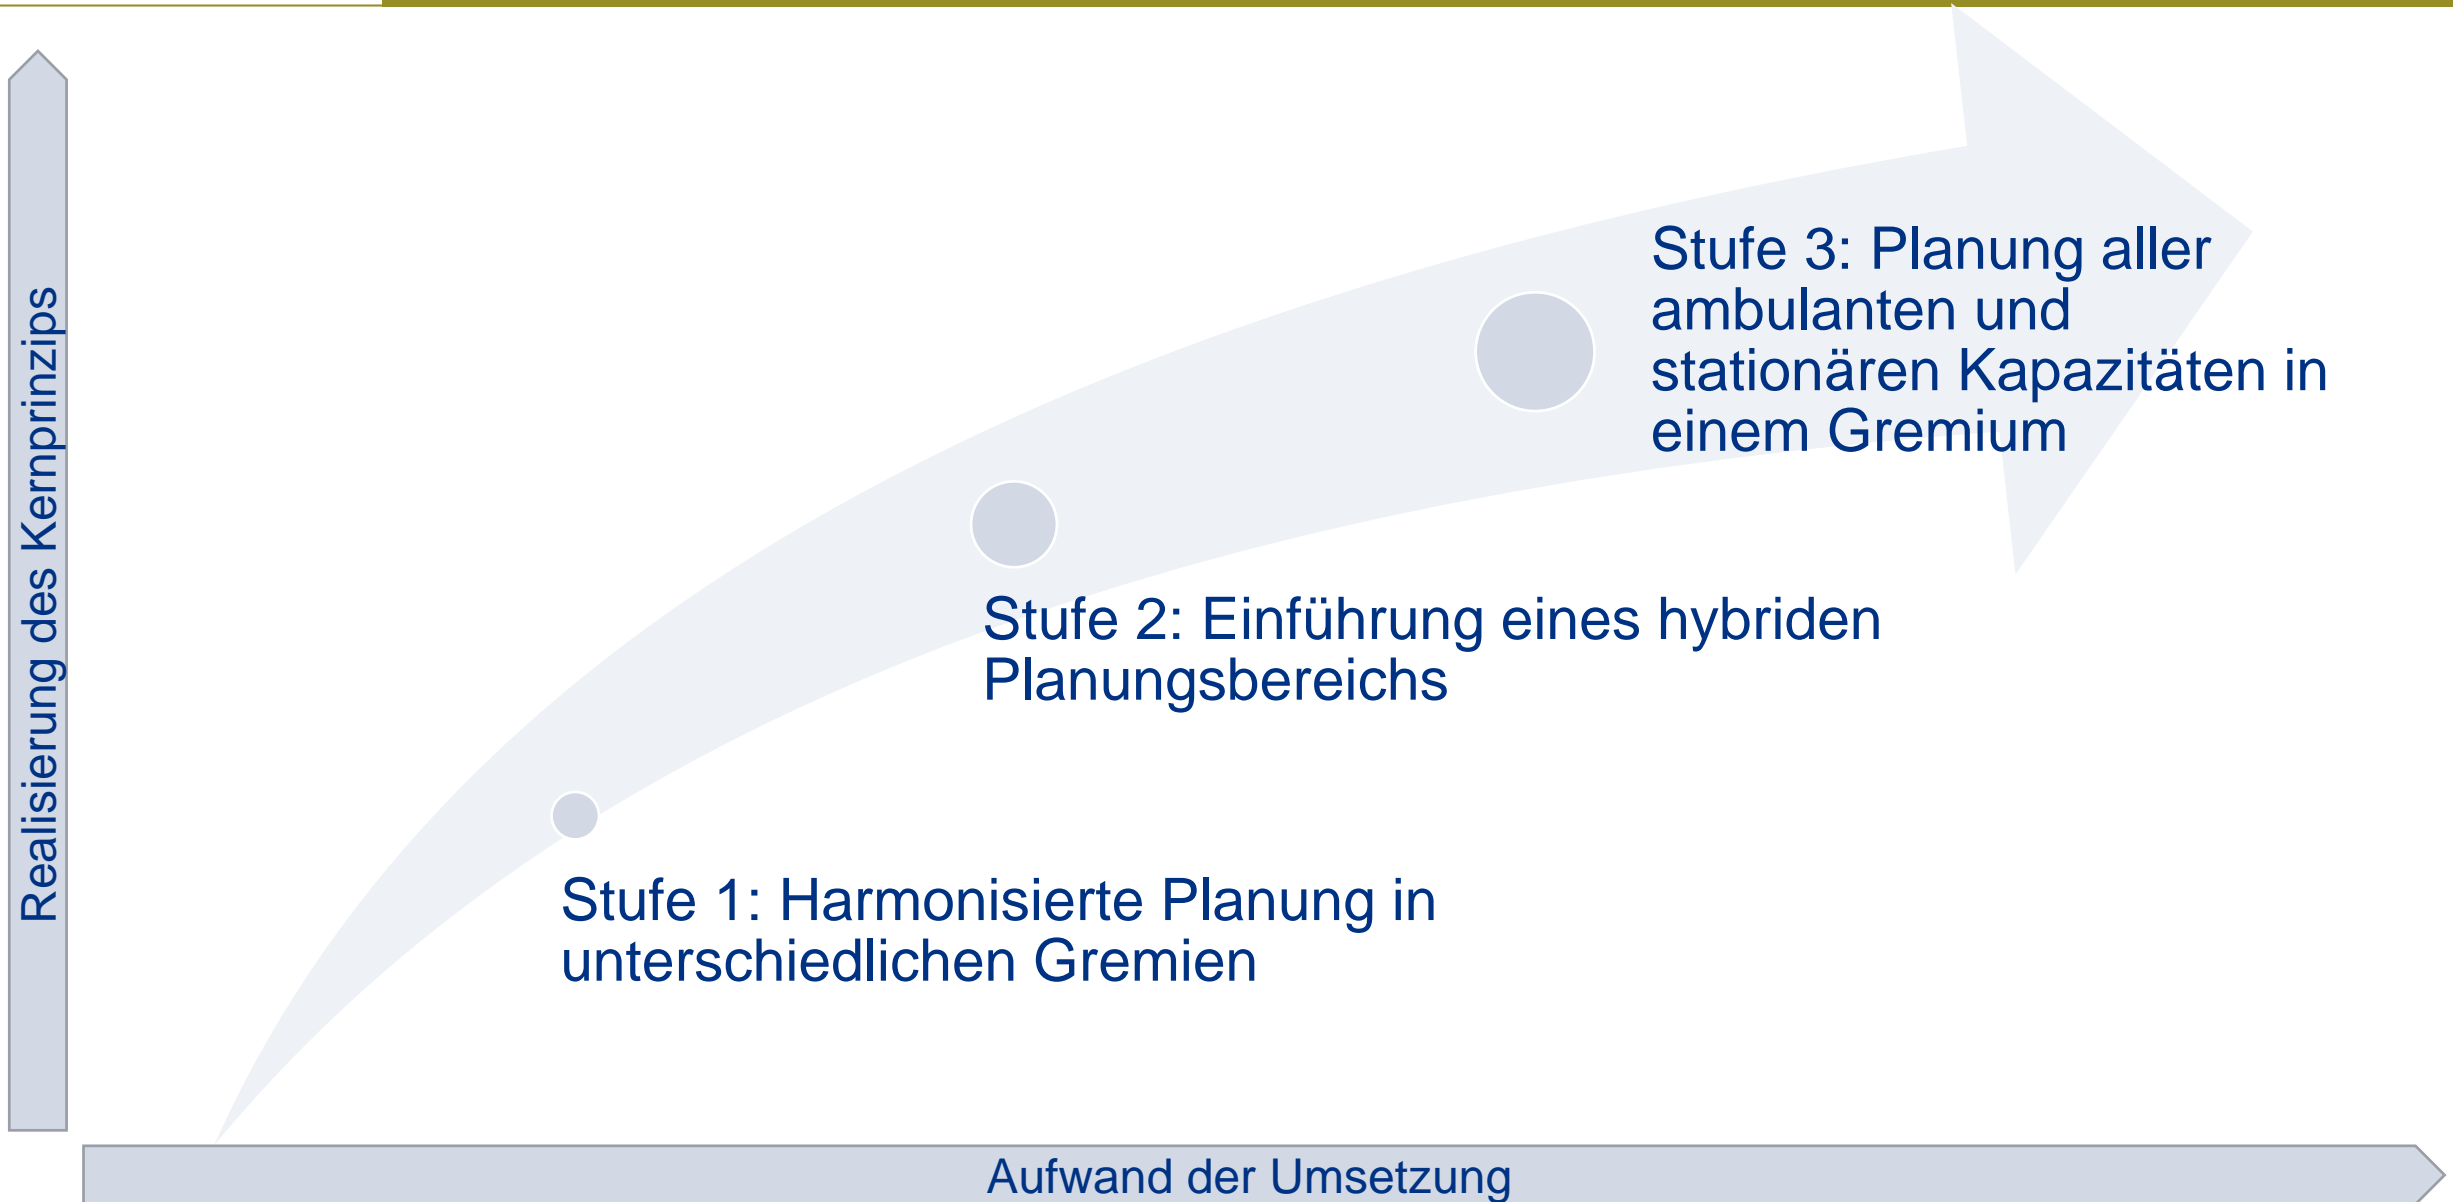 Realisierung des Kernprinzips
Stufe 3: Planung aller
ambulanten und
stationären Kapazitäten in
einem Gremium
Stufe 2: Einführung eines hybriden
Planungsbereichs
Stufe 1: Harmonisierte Planung in
unterschiedlichen Gremien
Aufwand der Umsetzung